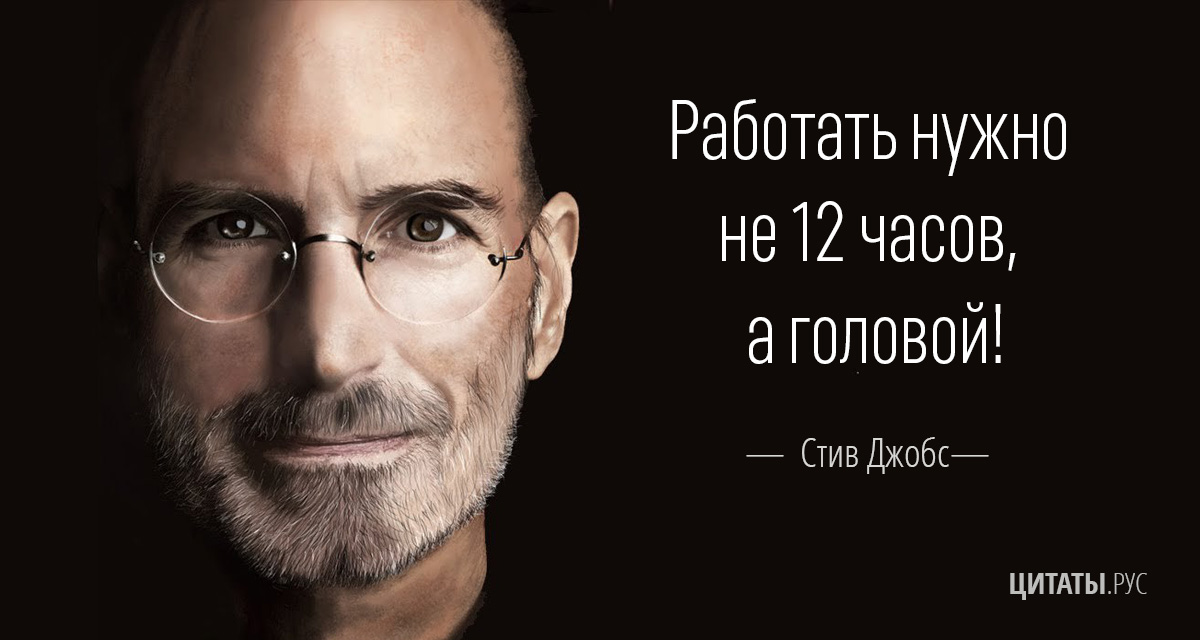 Работать нужно
не 12 часов,
а головой!
— Стив Джобс—
ЦИТАТЫ.РУС